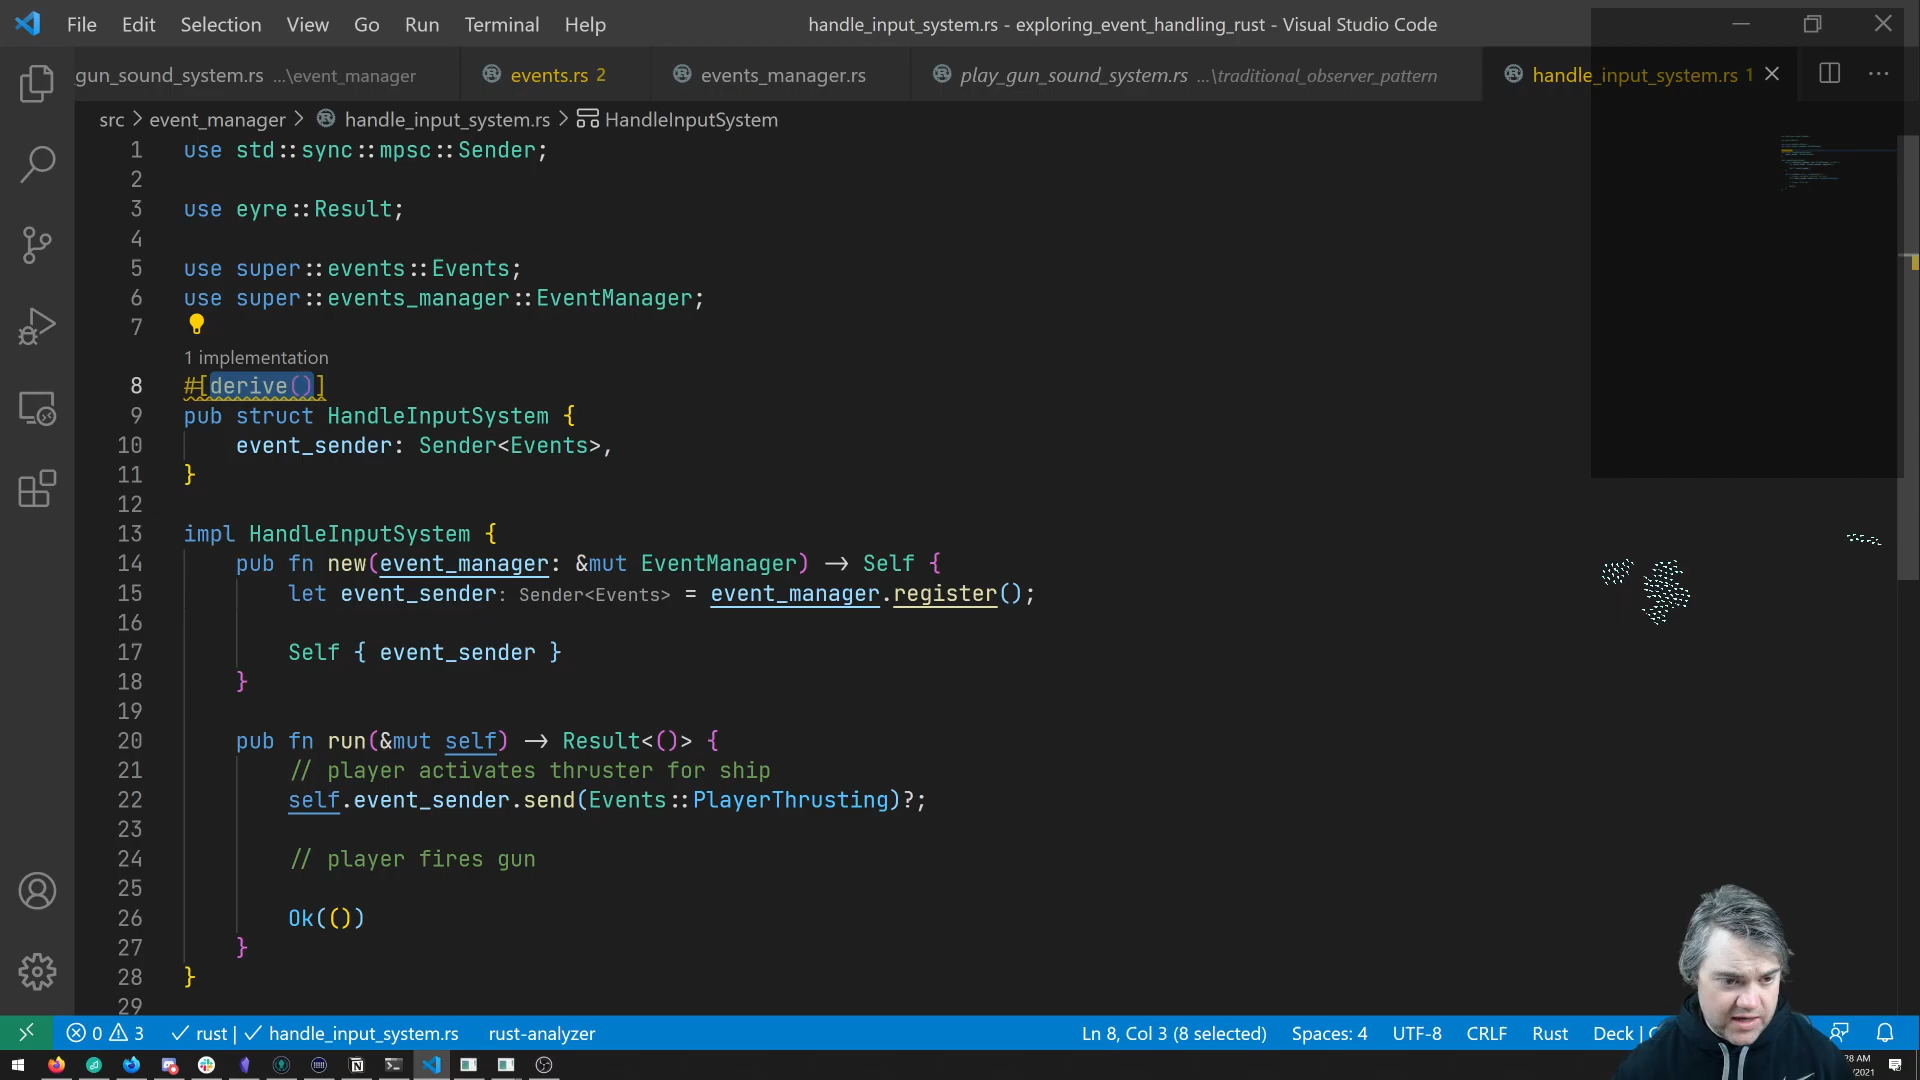 File Edit Selection View Go Run Terminal Help handle_input_system.rs - exploring_event_handling_rust - Visual Studio Code
gun_sound_system.rs ...\event_manager events.rs 2 events_manager.rs play_gun_sound_system.rs ...\traditional_observer_pattern handle_input_system.rs 1
src > event_manager > handle_input_system.rs > HandleInputSystem
1 use std::sync::mpsc::Sender;
2
3 use eyre::Result;
4
5 use super::events::Events;
6 use super::events_manager::EventManager;
7
1 implementation
8 #[derive()]
9 pub struct HandleInputSystem {
10 event_sender: Sender<Events>,
11 }
12
13 impl HandleInputSystem {
14 pub fn new(event_manager: &mut EventManager) -> Self {
15 let event_sender: Sender<Events> = event_manager.register();
16
17 Self { event_sender }
18 }
19
20 pub fn run(&mut self) -> Result<()> {
21 // player activates thruster for ship
22 self.event_sender.send(Events::PlayerThrusting)?;
23
24 // player fires gun
25
26 Ok(())
27 }
28 }
29
0 3 rust | handle_input_system.rs rust-analyzer Ln 8, Col 3 (8 selected) Spaces: 4 UTF-8 CRLF Rust Deck |
28 AM
/2021